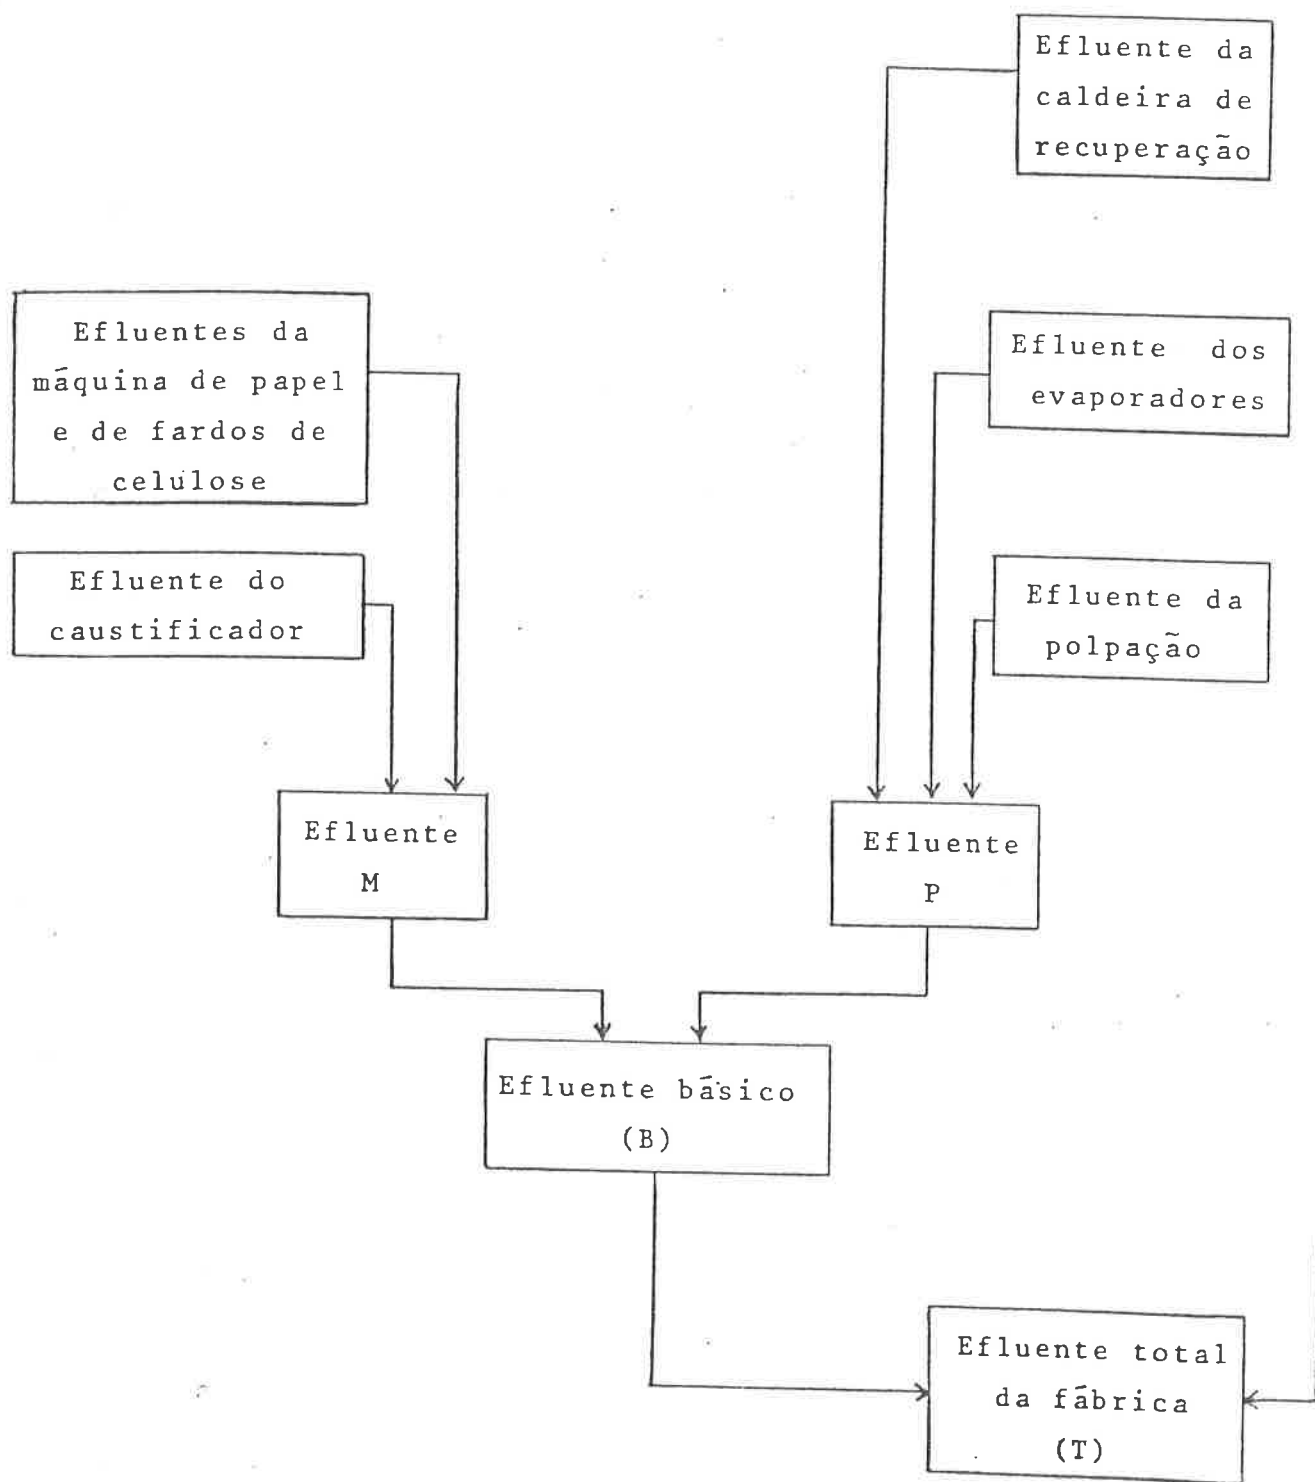 Efluente da
caldeira de
recuperação
Efluentes da
máquina de papel
e de fardos de
celulose
Efluente dos
evaporadores
Efluente do
caustificador
Efluente da
polpação
Efluente
M
Efluente
P
Efluente básico
(B)
Efluente total
da fábrica
(T)